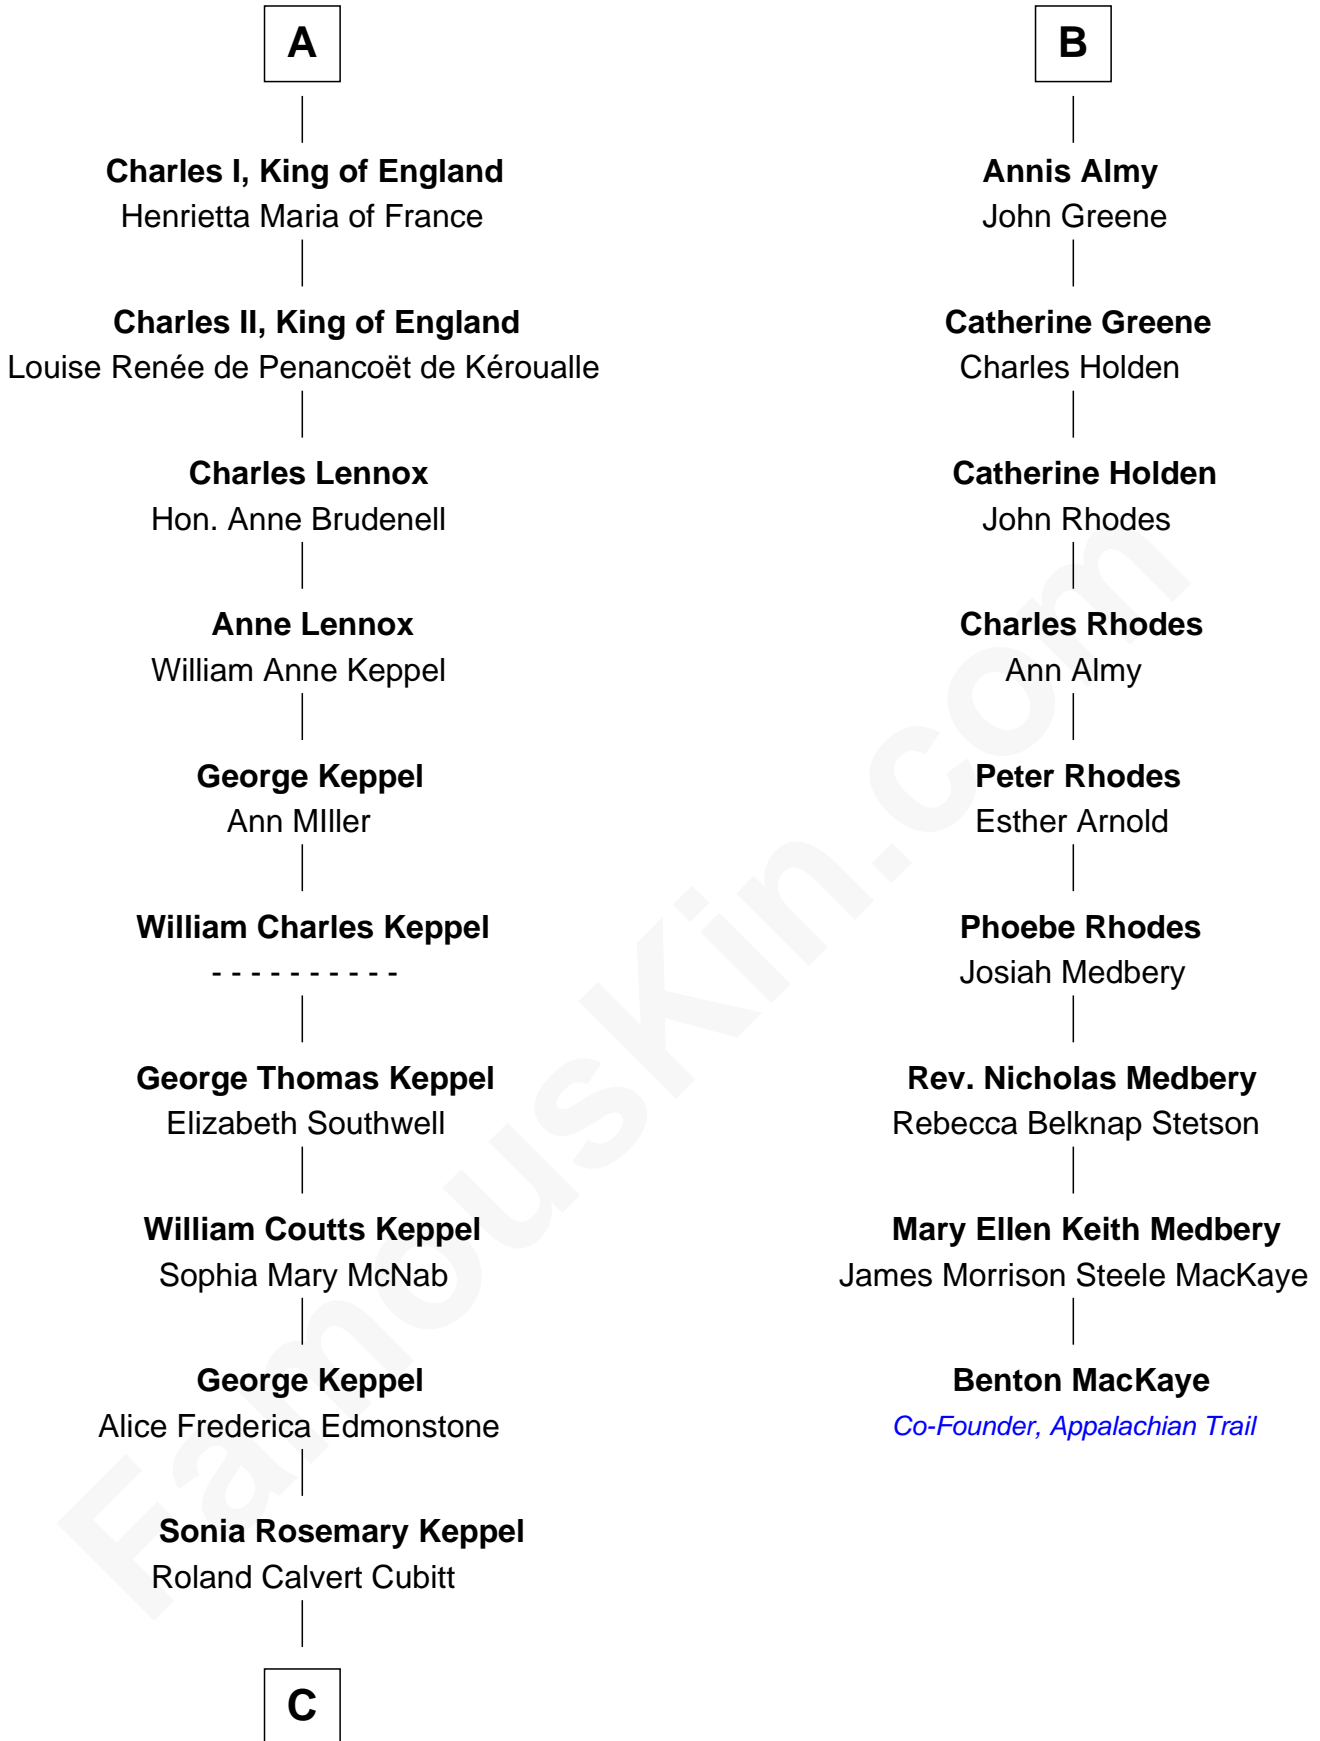 A
Charles I, King of England
Henrietta Maria of France
Charles II, King of England
Louise Renée de Penancoët de Kéroualle
Charles Lennox
Hon. Anne Brudenell
Anne Lennox
William Anne Keppel
George Keppel
Ann MIller
William Charles Keppel
- - - - - - - - - -
George Thomas Keppel
Elizabeth Southwell
William Coutts Keppel
Sophia Mary McNab
George Keppel
Alice Frederica Edmonstone
Sonia Rosemary Keppel
Roland Calvert Cubitt
C
B
Annis Almy
John Greene
Catherine Greene
Charles Holden
Catherine Holden
John Rhodes
Charles Rhodes
Ann Almy
Peter Rhodes
Esther Arnold
Phoebe Rhodes
Josiah Medbery
Rev. Nicholas Medbery
Rebecca Belknap Stetson
Mary Ellen Keith Medbery
James Morrison Steele MacKaye
Benton MacKaye
Co-Founder, Appalachian Trail
FamousKin.com